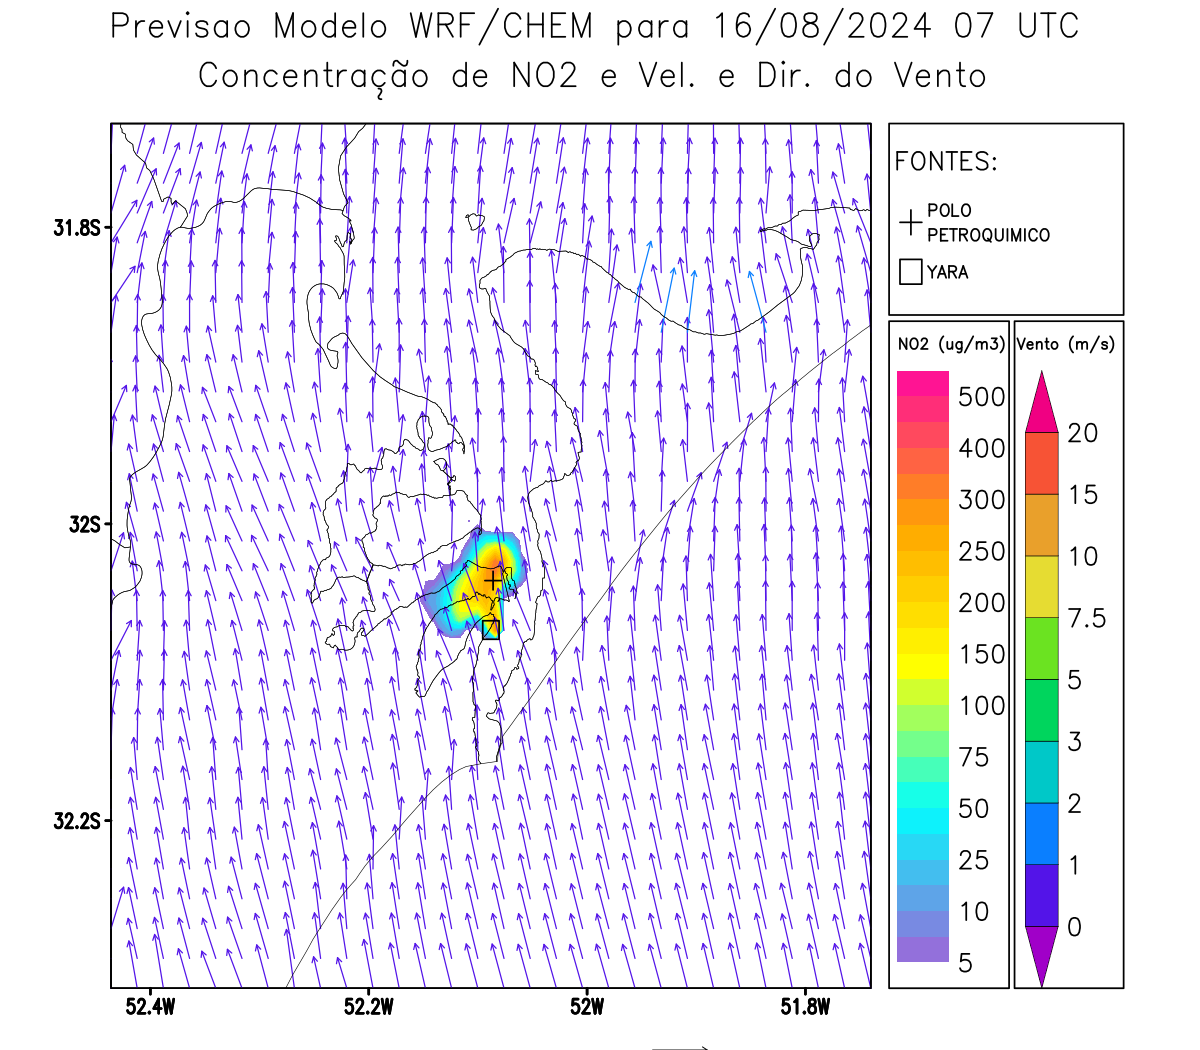 Previsao Modelo WRF/CHEM para 16/08/2024 07 UTC
Concentração de NO2 e Vel. e Dir. do Vento
FONTES:
POLO
PETROQUIMICO
YARA
NO2 (ug/m3)
500
400
300
250
200
150
100
75
50
25
10
5
Vento (m/s)
20
15
10
7.5
5
3
2
1
0
31.8S
32S
32.2S
52.4W
52.2W
52W
51.8W